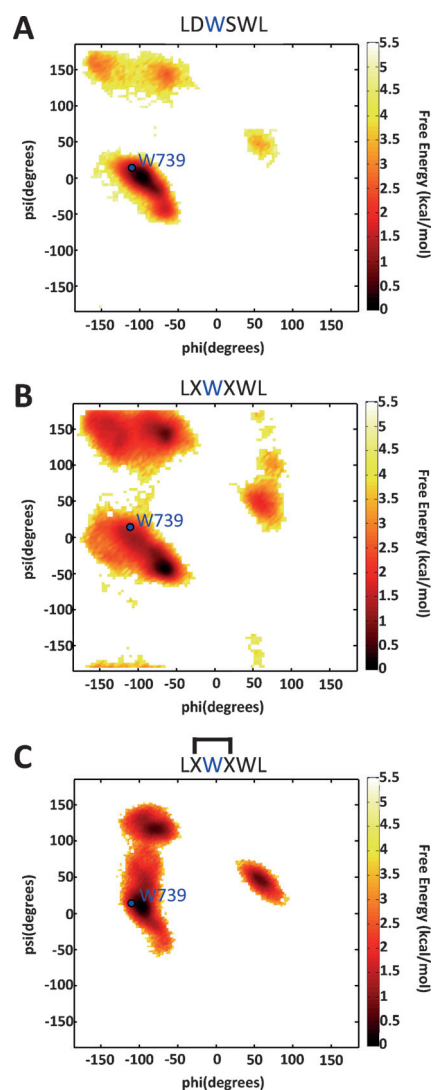 A
LDWSWL
150
100
50
0
-50
-100
-150
psi(degrees)
W739
-150 -100 -50 0 50 100 150
phi(degrees)
5.5
5
4.5
4
3.5
3
2.5
2
1.5
1
0.5
0
Free Energy (kcal/mol)
B
LXWXWL
150
100
50
0
-50
-100
-150
psi(degrees)
W739
-150 -100 -50 0 50 100 150
phi(degrees)
5.5
5
4.5
4
3.5
3
2.5
2
1.5
1
0.5
0
Free Energy (kcal/mol)
C
LXWXWL
150
100
50
0
-50
-100
-150
psi(degrees)
W739
-150 -100 -50 0 50 100 150
phi(degrees)
5.5
5
4.5
4
3.5
3
2.5
2
1.5
1
0.5
0
Free Energy (kcal/mol)